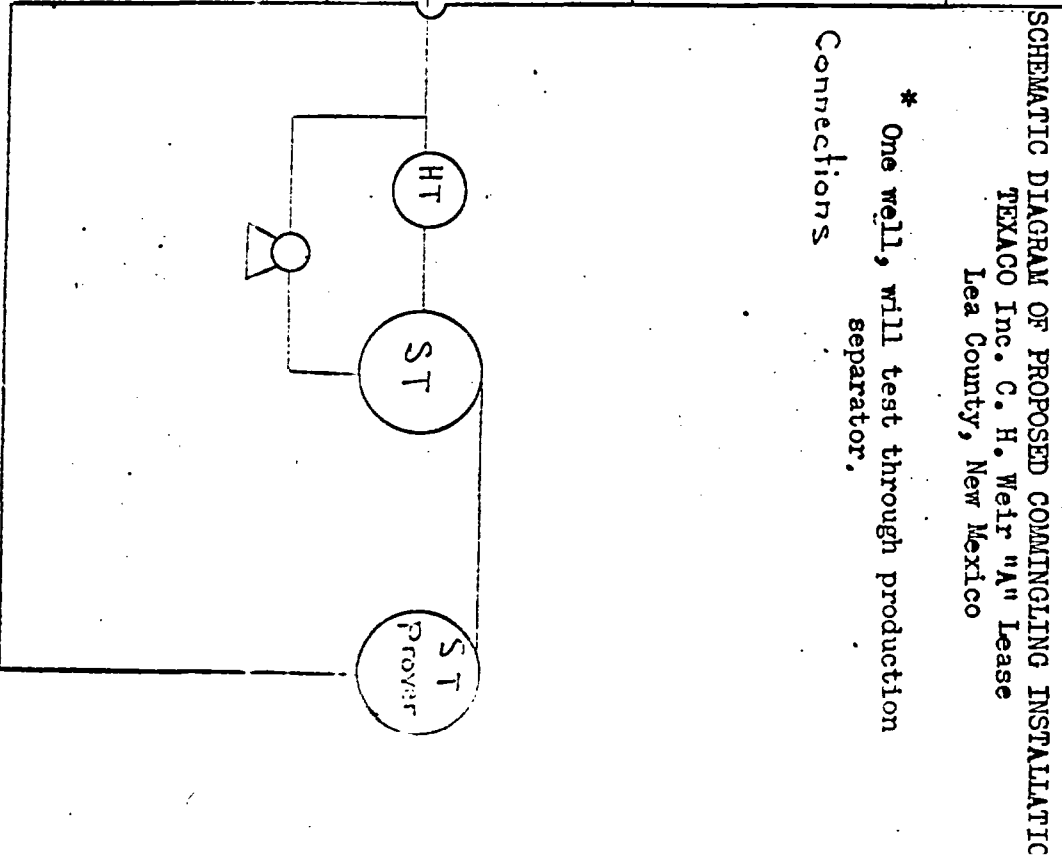 SCHEMATIC DIAGRAM OF PROPOSED COMMINGLING INSTALLATIO
TEXACO Inc. C. H. Weir "A" Lease
Lea County, New Mexico
* One well, will test through production
separator.
Connections
HT
ST
ST
Prover